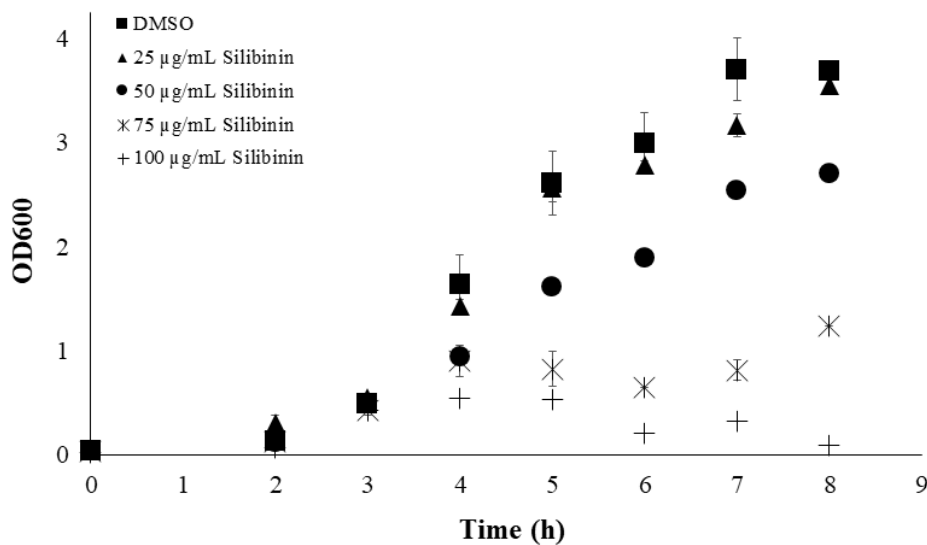 DMSO
25 µg/mL Silibinin
50 µg/mL Silibinin
75 µg/mL Silibinin
100 µg/mL Silibinin
4
3
2
1
0
OD600
0 1 2 3 4 5 6 7 8 9
Time (h)